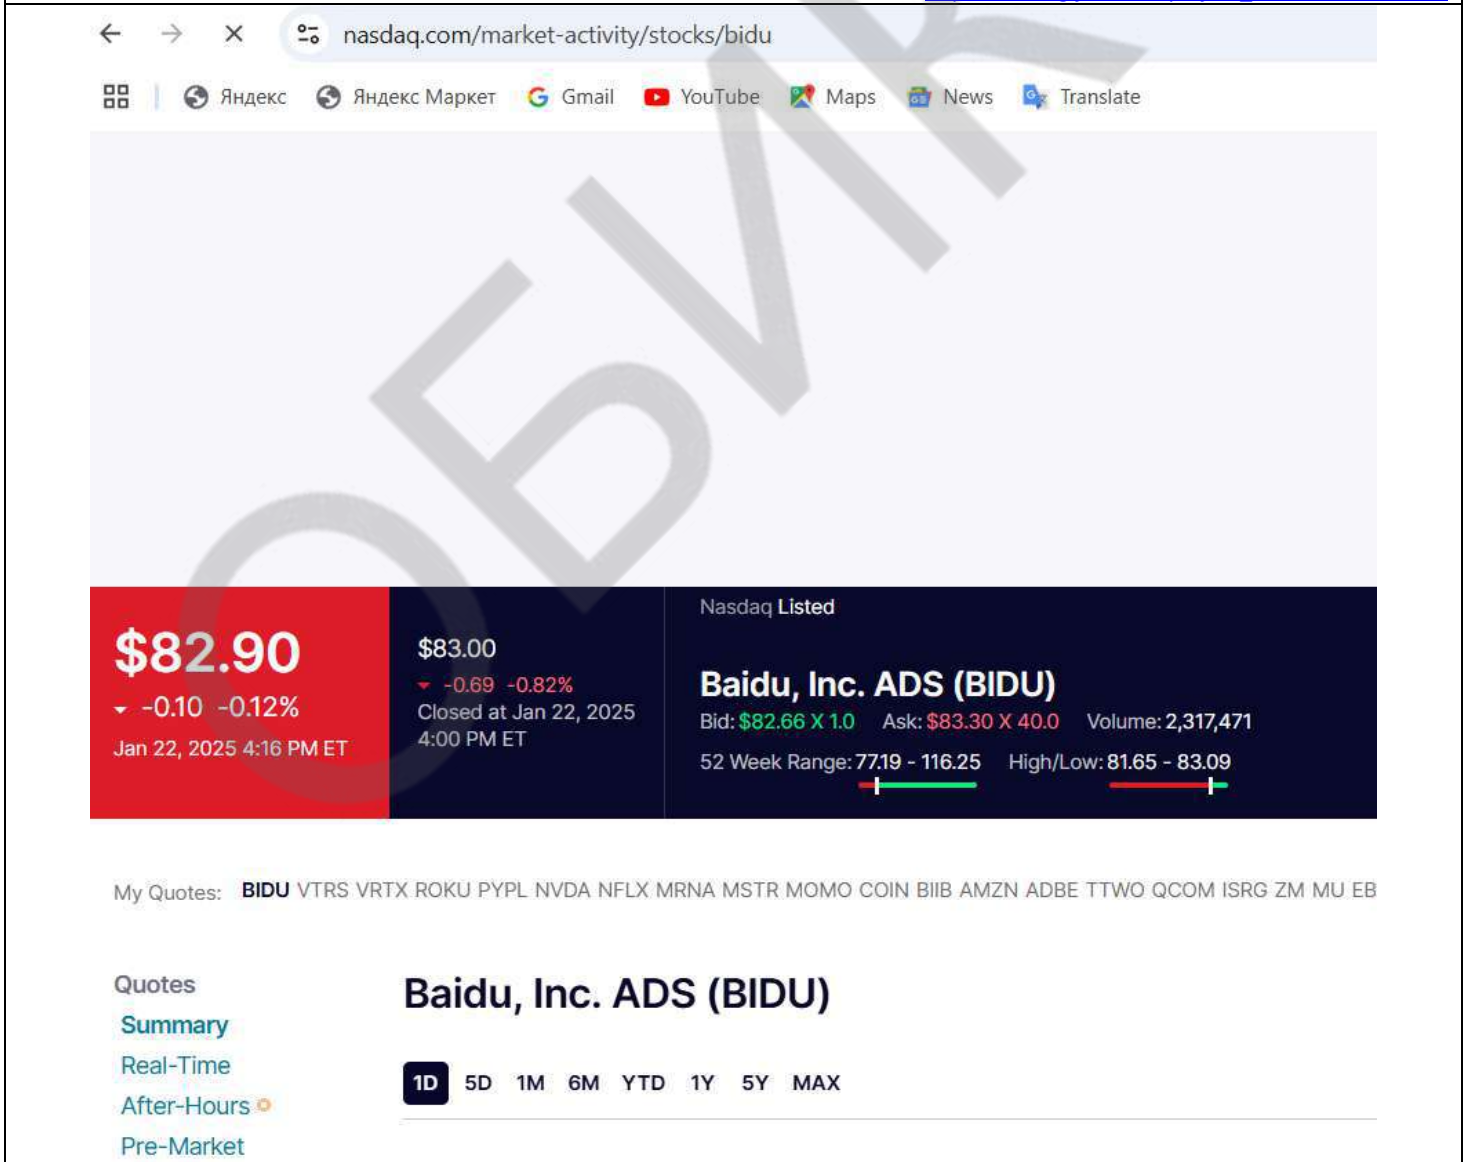 nasdaq.com/market-activity/stocks/bidu
Яндекс Яндекс Маркет Gmail YouTube Maps News Translate
ОБИК
$82.90
-0.10 -0.12%
Jan 22, 2025 4:16 PM ET
$83.00
-0.69 -0.82%
Closed at Jan 22, 2025
4:00 PM ET
Nasdaq Listed
Baidu, Inc. ADS (BIDU)
Bid: $82.66 X 1.0 Ask: $83.30 X 40.0 Volume: 2,317,471
52 Week Range: 77.19 - 116.25 High/Low: 81.65 - 83.09
My Quotes: BIDU VTRS VRTX ROKU PYPL NVDA NFLX MRNA MSTR MOMO COIN BIIB AMZN ADBE TTWO QCOM ISRG ZM MU EB
Quotes
Summary
Real-Time
After-Hours
Pre-Market
Baidu, Inc. ADS (BIDU)
1D 5D 1M 6M YTD 1Y 5Y MAX